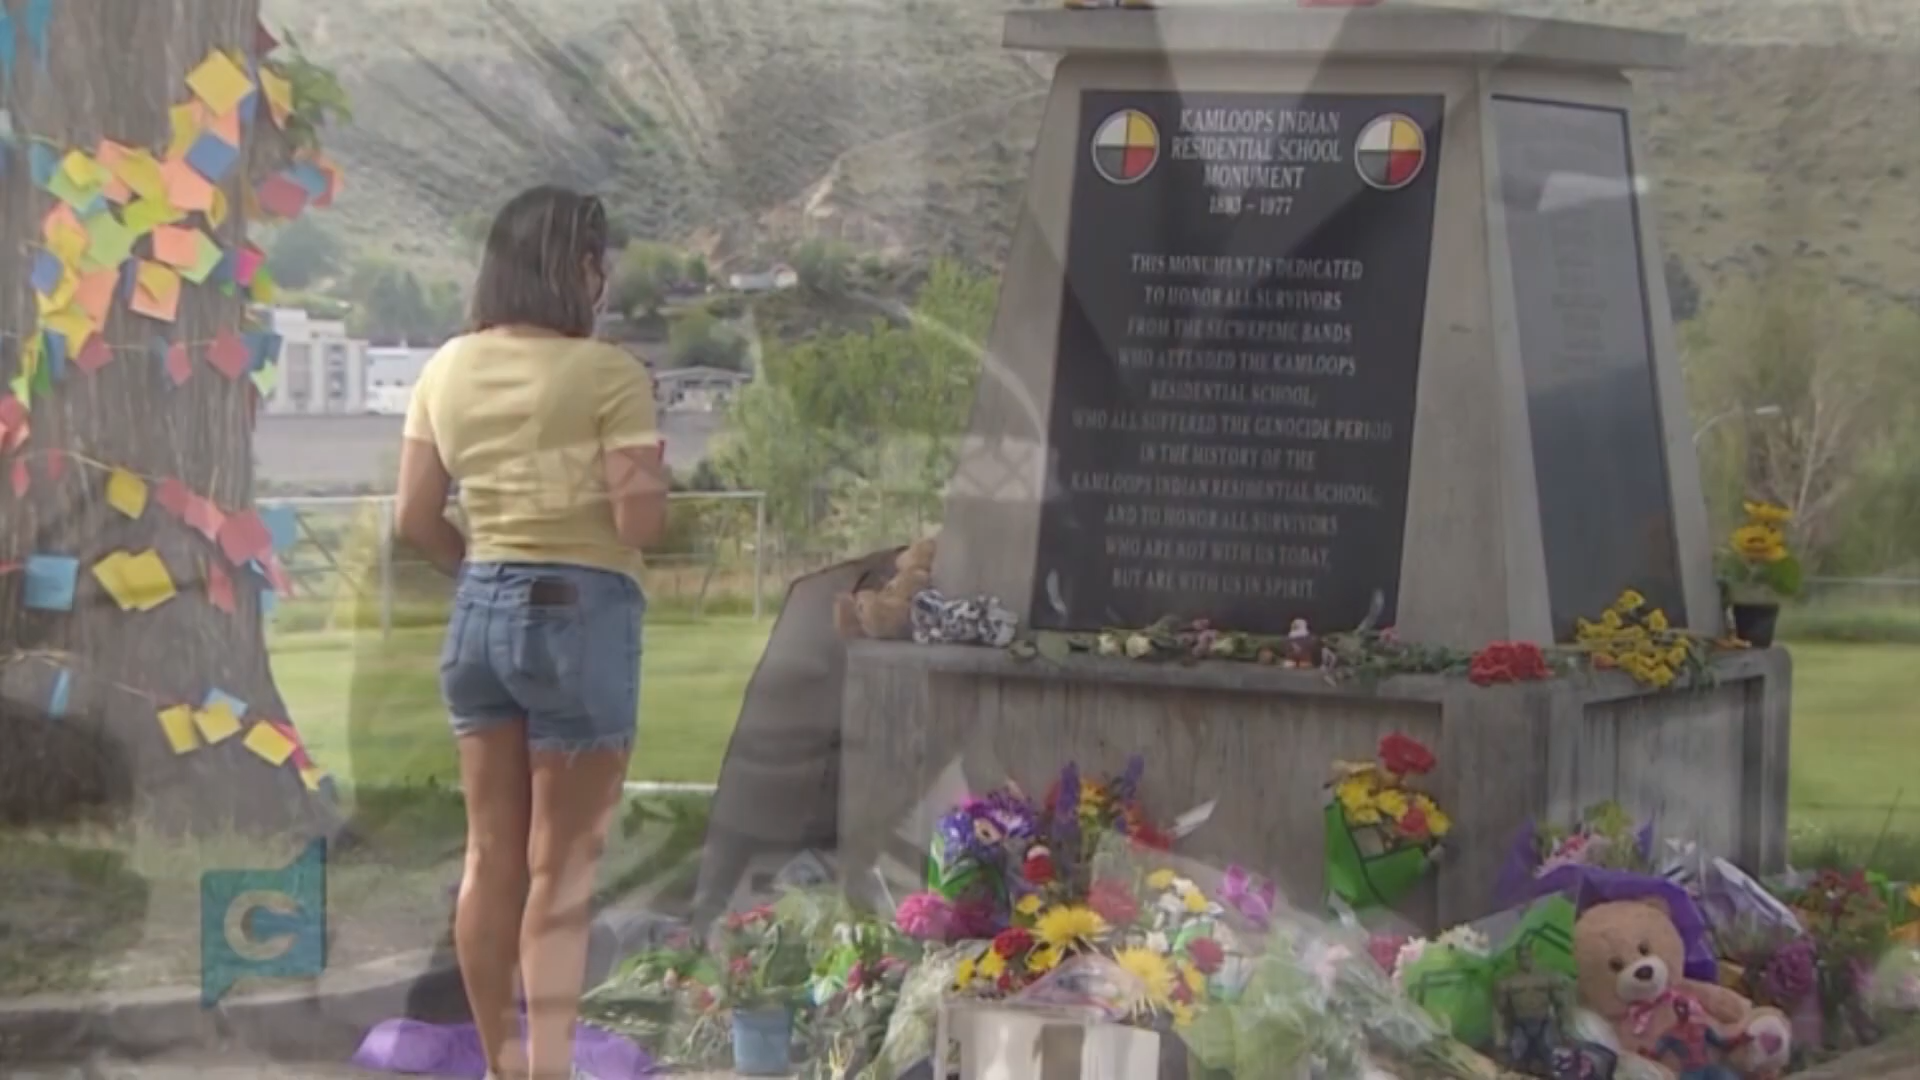 KAMLOOPS INDIAN
RESIDENTIAL SCHOOL
MONUMENT
1893 – 1977
THIS MONUMENT IS DEDICATED
TO HONOR ALL SURVIVORS
FROM THE SECWEPEMC BANDS
WHO ATTENDED THE KAMLOOPS
RESIDENTIAL SCHOOL,
WHO ALL SUFFERED THE GENOCIDE PERIOD
IN THE HISTORY OF THE
KAMLOOPS INDIAN RESIDENTIAL SCHOOL,
AND TO HONOR ALL SURVIVORS
WHO ARE NOT WITH US TODAY,
BUT ARE WITH US IN SPIRIT.
C